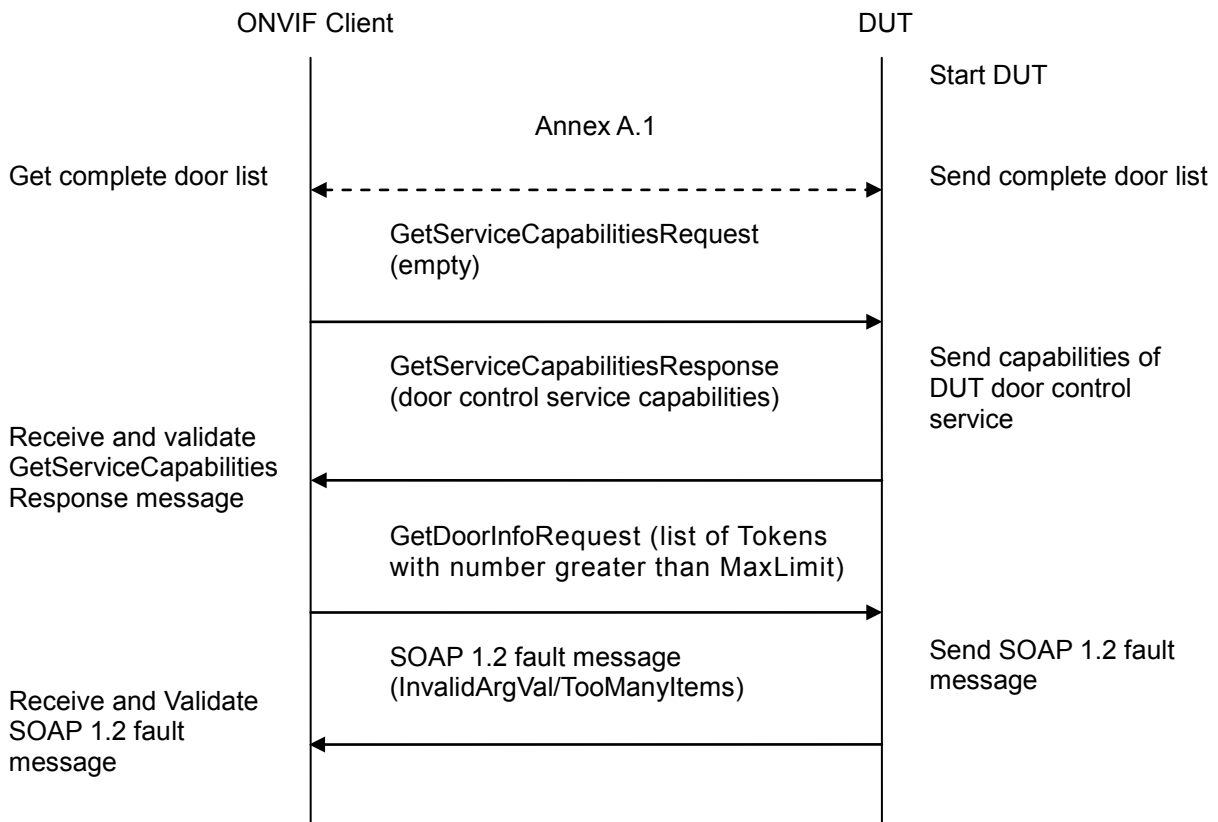 ONVIF Client
DUT
Start DUT
Annex A.1
Get complete door list
Send complete door list
GetServiceCapabilitiesRequest
(empty)
GetServiceCapabilitiesResponse
(door control service capabilities)
Send capabilities of
DUT door control
service
Receive and validate
GetServiceCapabilities
Response message
GetDoorInfoRequest (list of Tokens
with number greater than MaxLimit)
SOAP 1.2 fault message
(InvalidArgVal/TooManyItems)
Send SOAP 1.2 fault
message
Receive and Validate
SOAP 1.2 fault
message